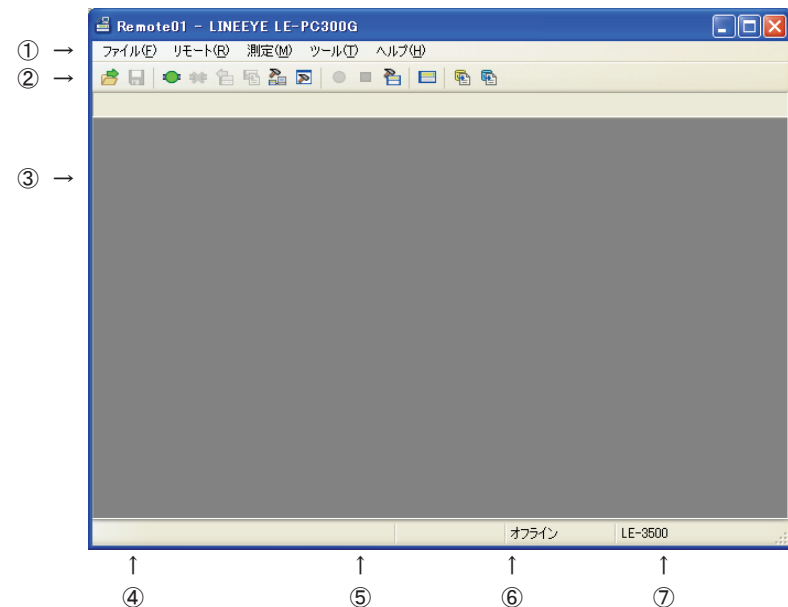 Remote01 - LINEEYE LE-PC300G
① → ファイル(F) リモート(R) 測定(M) ツール(T) ヘルプ(H)
② →
③ →
オフライン LE-3500
↑ ↑ ↑ ↑
④ ⑤ ⑥ ⑦